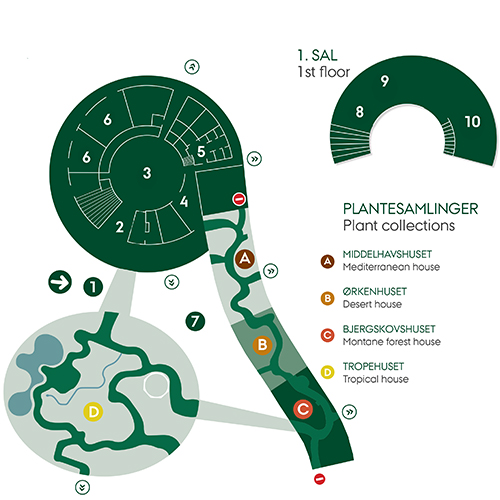 1. SAL
1st floor
9
8
10
6
6
5
3
4
2
PLANTESAMLINGER
Plant collections
A
MIDDELHAVSHUSET
Mediterranean house
B
ØRKENHUSET
Desert house
C
BJERGSKOVSHUSET
Montane forest house
D
TROPEHUSET
Tropical house
A
1
7
B
D
C